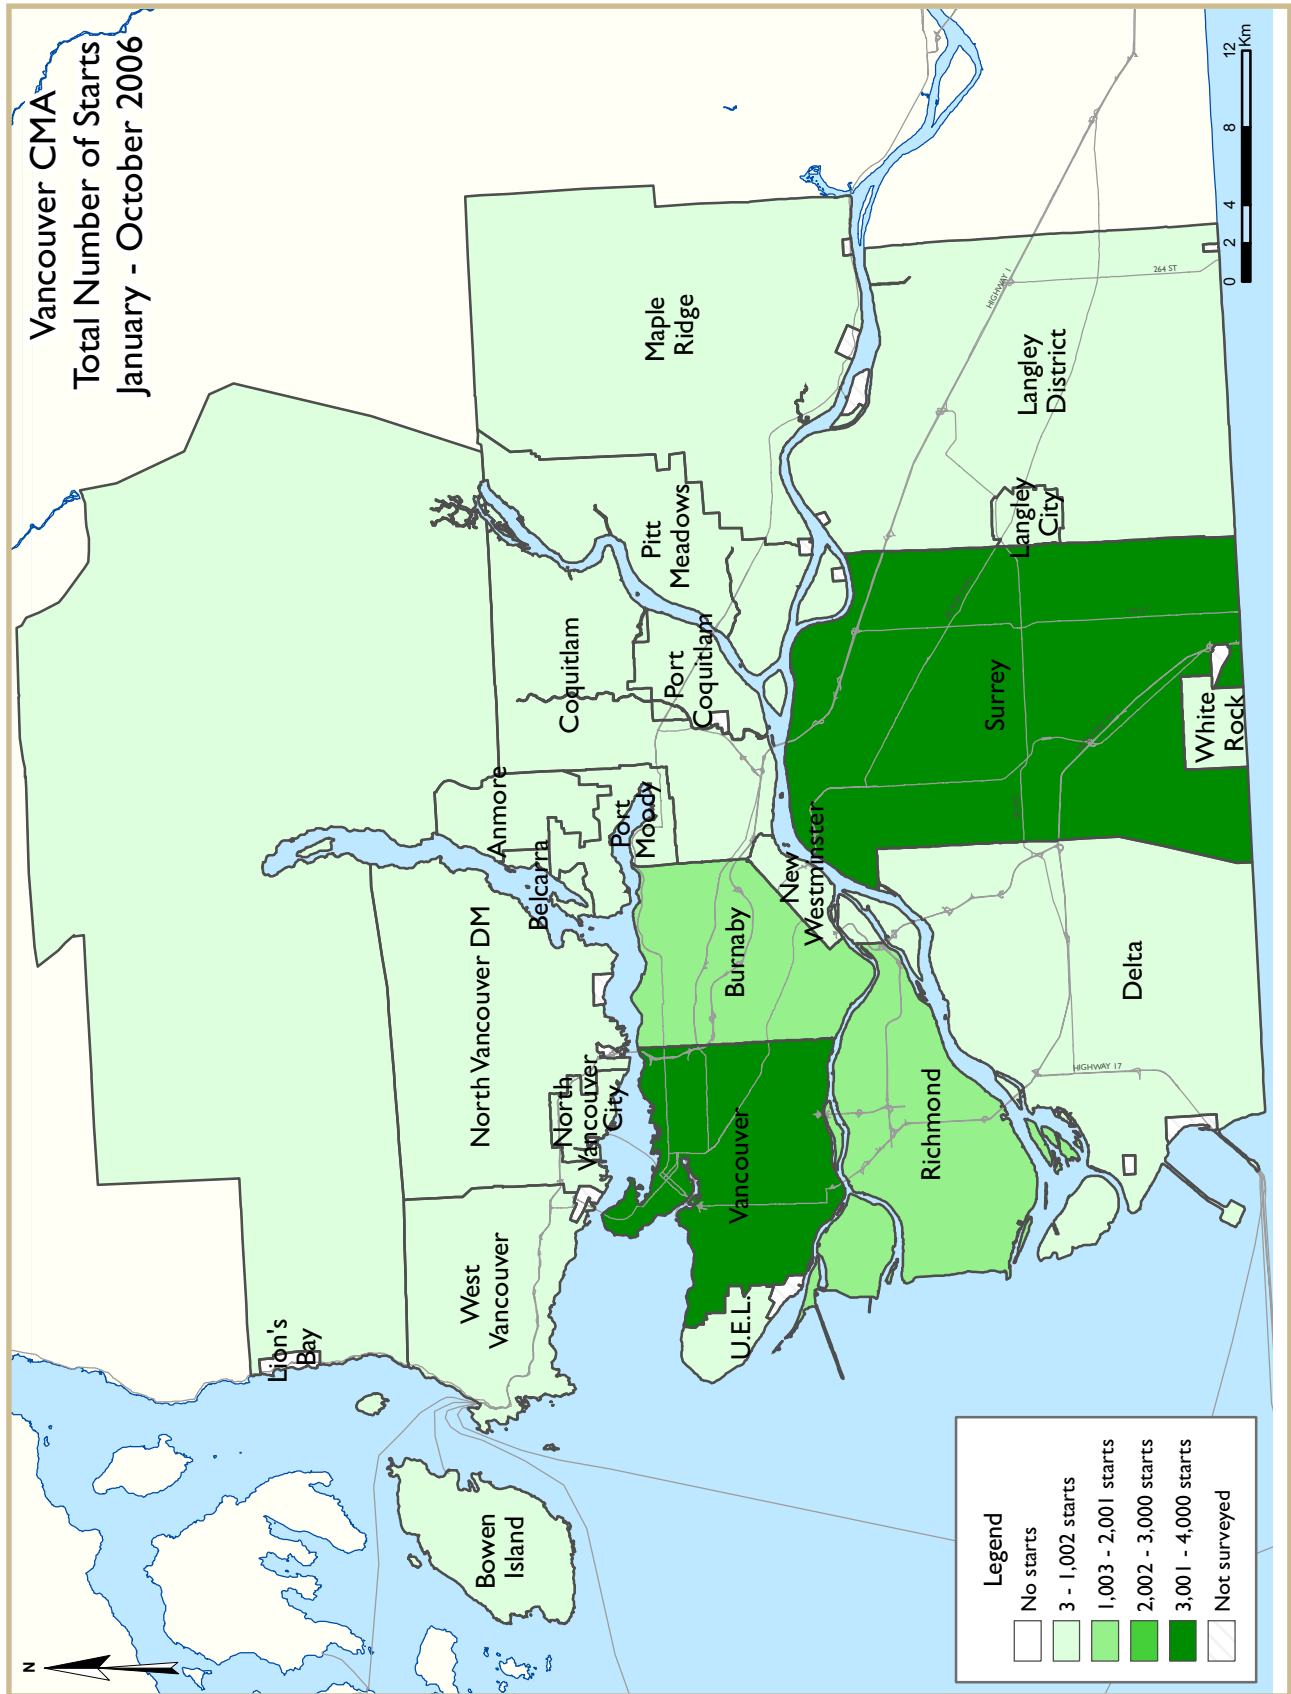 Vancouver CMA
Total Number of Starts
January - October 2006
N
Lion's
Bay
Bowen
Island
West
Vancouver
North Vancouver DM
North
Vancouver
City
Belcarra
Anmore
Port
Moody
Coquitlam
Port
Coquitlam
Pitt
Meadows
Maple
Ridge
U.E.L.
Vancouver
Burnaby
New
Westminster
Richmond
Delta
HIGHWAY 17
Surrey
White
Rock
Langley
City
Langley
District
HIGHWAY 1
264 ST
Legend
No starts
3 - 1,002 starts
1,003 - 2,001 starts
2,002 - 3,000 starts
3,001 - 4,000 starts
Not surveyed
0 2 4 8 12
Km